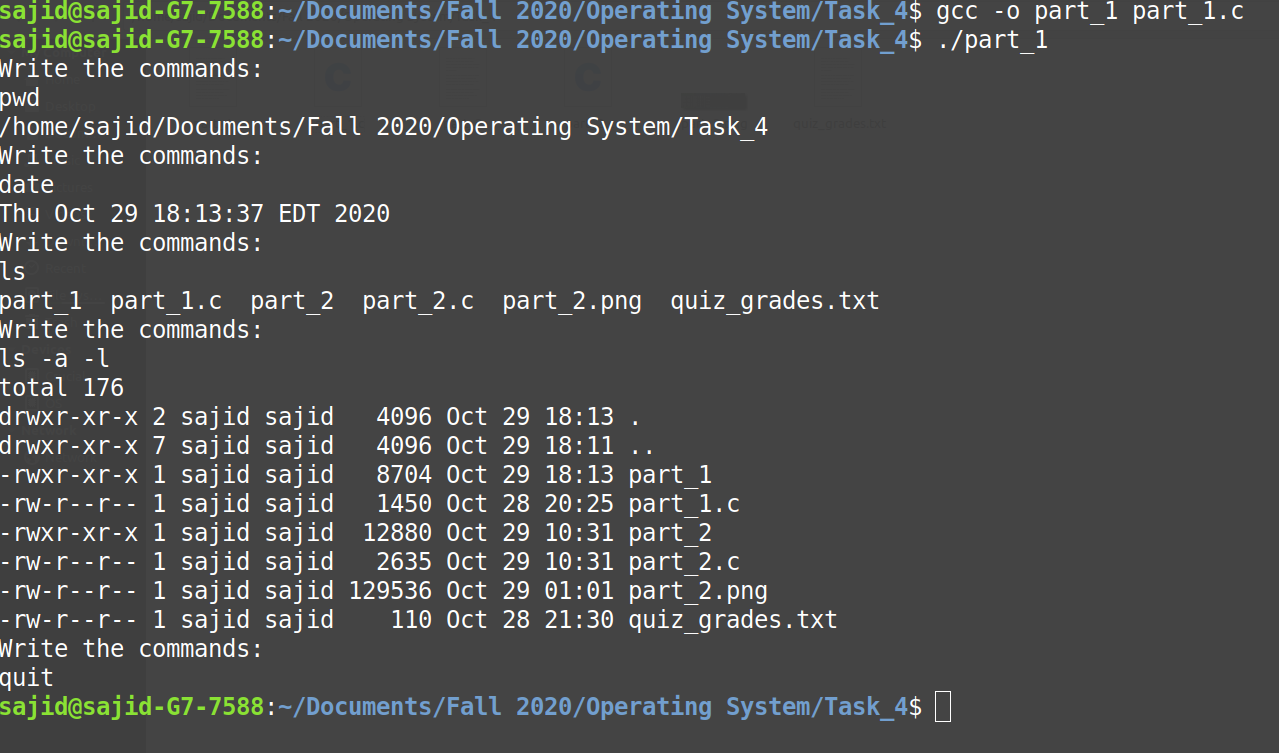 sajid@sajid-G7-7588:~/Documents/Fall 2020/Operating System/Task_4$ gcc -o part_1 part_1.c
sajid@sajid-G7-7588:~/Documents/Fall 2020/Operating System/Task_4$ ./part_1
Write the commands:
pwd
/home/sajid/Documents/Fall 2020/Operating System/Task_4
Write the commands:
date
Thu Oct 29 18:13:37 EDT 2020
Write the commands:
ls
part_1  part_1.c  part_2  part_2.c  part_2.png  quiz_grades.txt
Write the commands:
ls -a -l
total 176
drwxr-xr-x 2 sajid sajid   4096 Oct 29 18:13 .
drwxr-xr-x 7 sajid sajid   4096 Oct 29 18:11 ..
-rwxr-xr-x 1 sajid sajid   8704 Oct 29 18:13 part_1
-rw-r--r-- 1 sajid sajid   1450 Oct 28 20:25 part_1.c
-rwxr-xr-x 1 sajid sajid  12880 Oct 29 10:31 part_2
-rw-r--r-- 1 sajid sajid   2635 Oct 29 10:31 part_2.c
-rw-r--r-- 1 sajid sajid 129536 Oct 29 01:01 part_2.png
-rw-r--r-- 1 sajid sajid    110 Oct 28 21:30 quiz_grades.txt
Write the commands:
quit
sajid@sajid-G7-7588:~/Documents/Fall 2020/Operating System/Task_4$